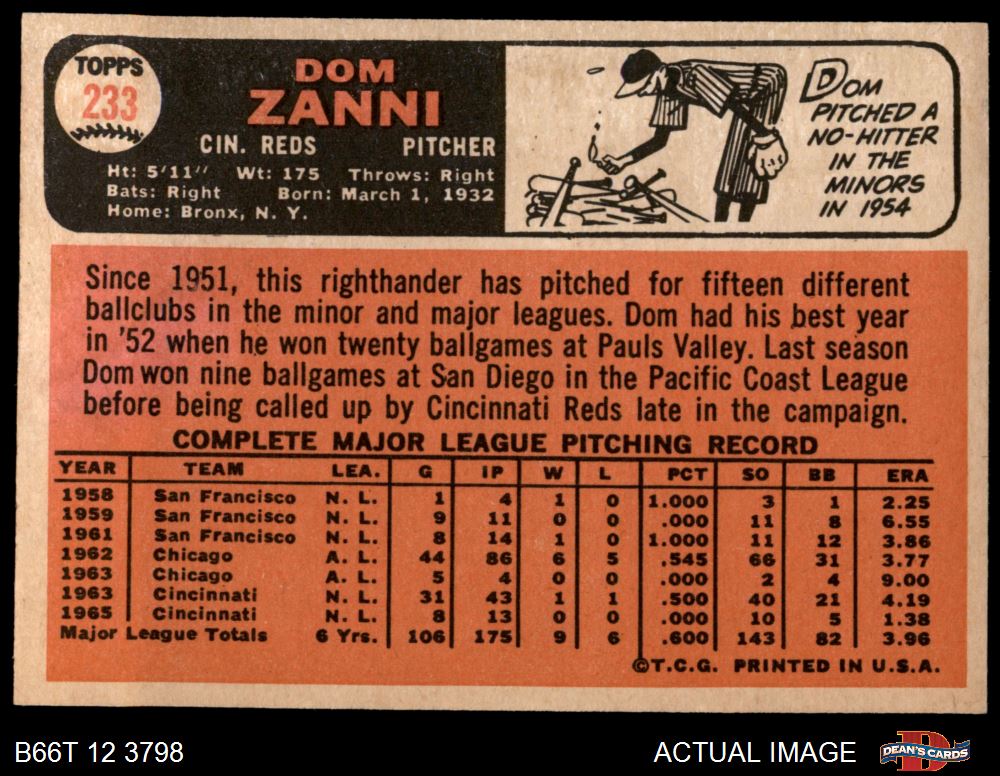 TOPPS
233
DOM
ZANNI
CIN. REDS PITCHER
Ht: 5'11" Wt: 175 Throws: Right
Bats: Right Born: March 1, 1932
Home: Bronx, N. Y.
DOM
PITCHED A
NO-HITTER
IN THE
MINORS
IN 1954
Since 1951, this righthander has pitched for fifteen different
ballclubs in the minor and major leagues. Dom had his best year
in '52 when he won twenty ballgames at Pauls Valley. Last season
Dom won nine ballgames at San Diego in the Pacific Coast League
before being called up by Cincinnati Reds late in the campaign.
COMPLETE MAJOR LEAGUE PITCHING RECORD
YEAR TEAM LEA. G IP W L PCT SO BB ERA
1958 San Francisco N. L. 1 4 1 0 1.000 3 1 2.25
1959 San Francisco N. L. 9 11 0 0 .000 11 8 6.55
1961 San Francisco N. L. 8 14 1 0 1.000 11 12 3.86
1962 Chicago A. L. 44 86 6 5 .545 66 31 3.77
1963 Chicago A. L. 5 4 0 0 .000 2 4 9.00
1963 Cincinnati N. L. 31 43 1 1 .500 40 21 4.19
1965 Cincinnati N. L. 8 13 0 0 .000 10 5 1.38
Major League Totals 6 Yrs. 106 175 9 6 .600 143 82 3.96
©T.C.G. PRINTED IN U.S.A.
B66T 12 3798 ACTUAL IMAGE DEAN'S CARDS